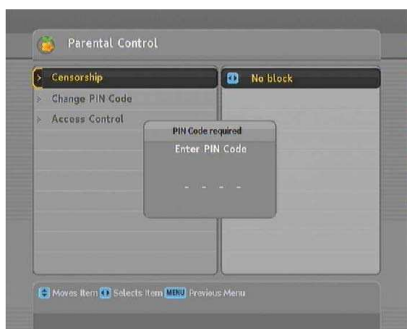 Parental Control
Censorship
No block
Change PIN Code
Access Control
PIN Code required
Enter PIN Code
- - - -
Moves Item Selects Item MENU Previous Menu